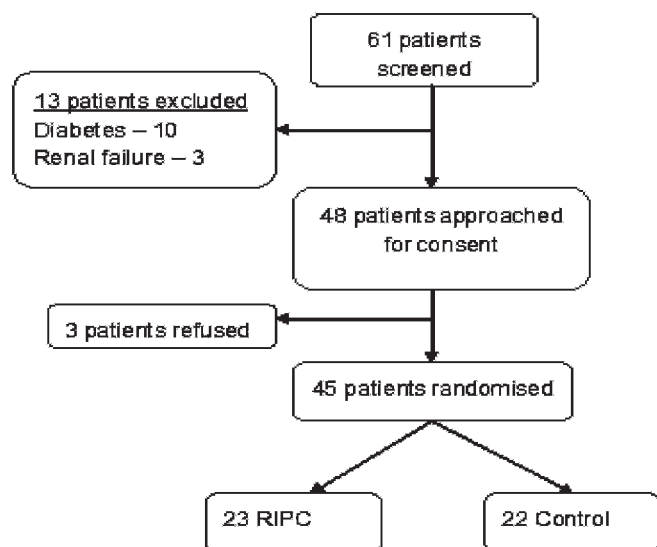 61 patients
screened
13 patients excluded
Diabetes – 10
Renal failure – 3
48 patients approached
for consent
3 patients refused
45 patients randomised
23 RIPC
22 Control